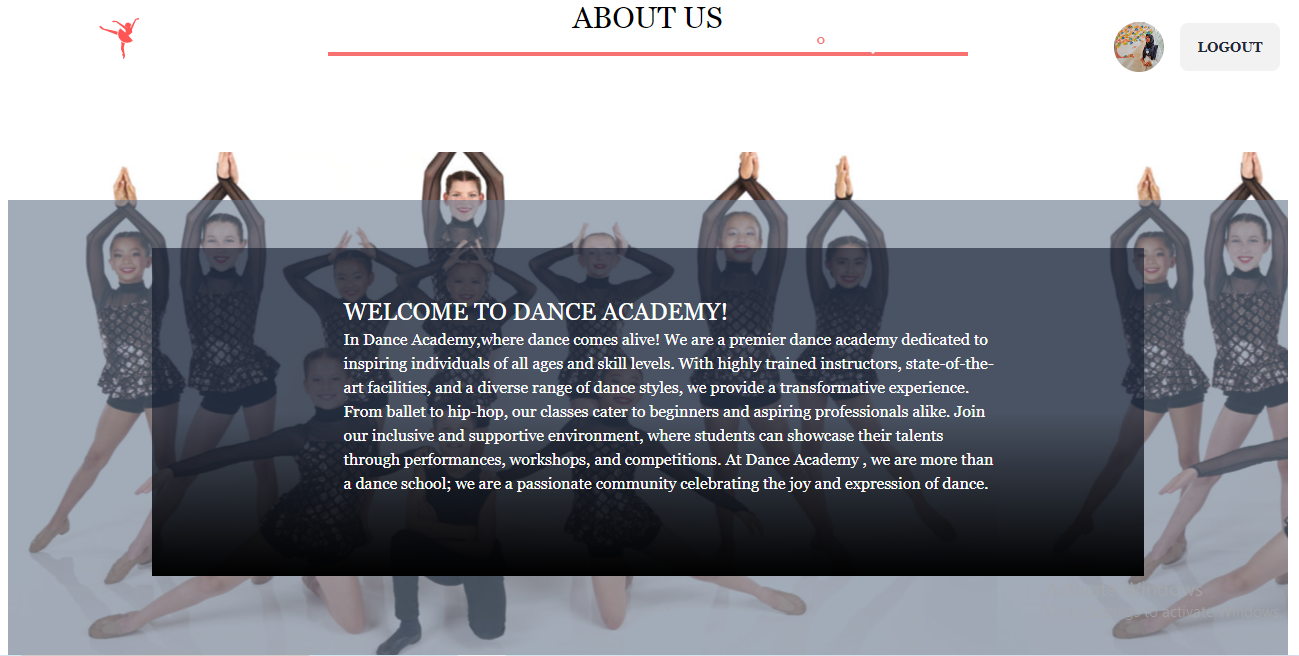 ABOUT US
LOGOUT
WELCOME TO DANCE ACADEMY!
In Dance Academy,where dance comes alive! We are a premier dance academy dedicated to
inspiring individuals of all ages and skill levels. With highly trained instructors, state-of-the-
art facilities, and a diverse range of dance styles, we provide a transformative experience.
From ballet to hip-hop, our classes cater to beginners and aspiring professionals alike. Join
our inclusive and supportive environment, where students can showcase their talents
through performances, workshops, and competitions. At Dance Academy , we are more than
a dance school; we are a passionate community celebrating the joy and expression of dance.
to activate Windows.